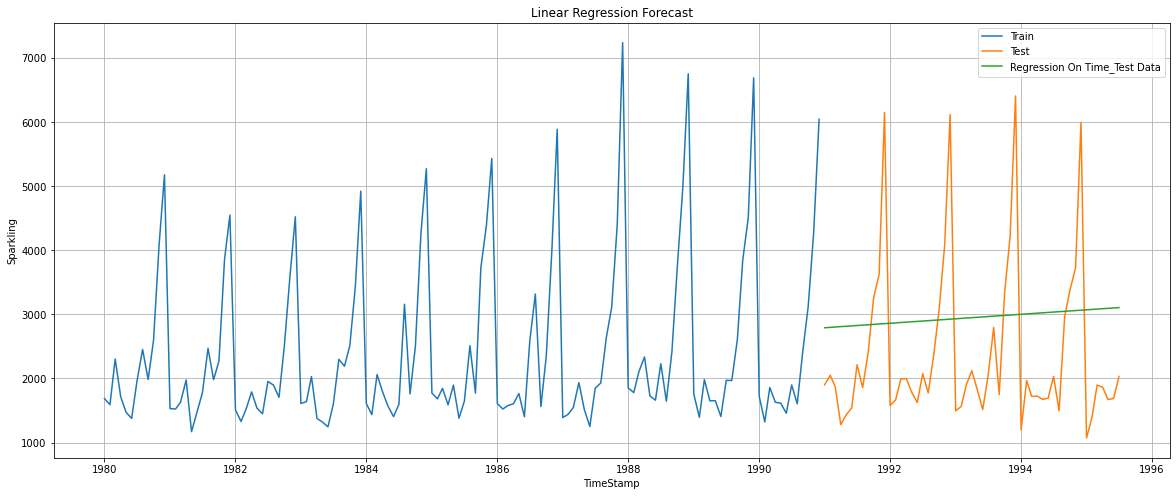 Linear Regression Forecast
Train
Test
Regression On Time_Test Data
7000
6000
5000
4000
3000
2000
1000
Sparkling
1980
1982
1984
1986
1988
1990
1992
1994
1996
TimeStamp